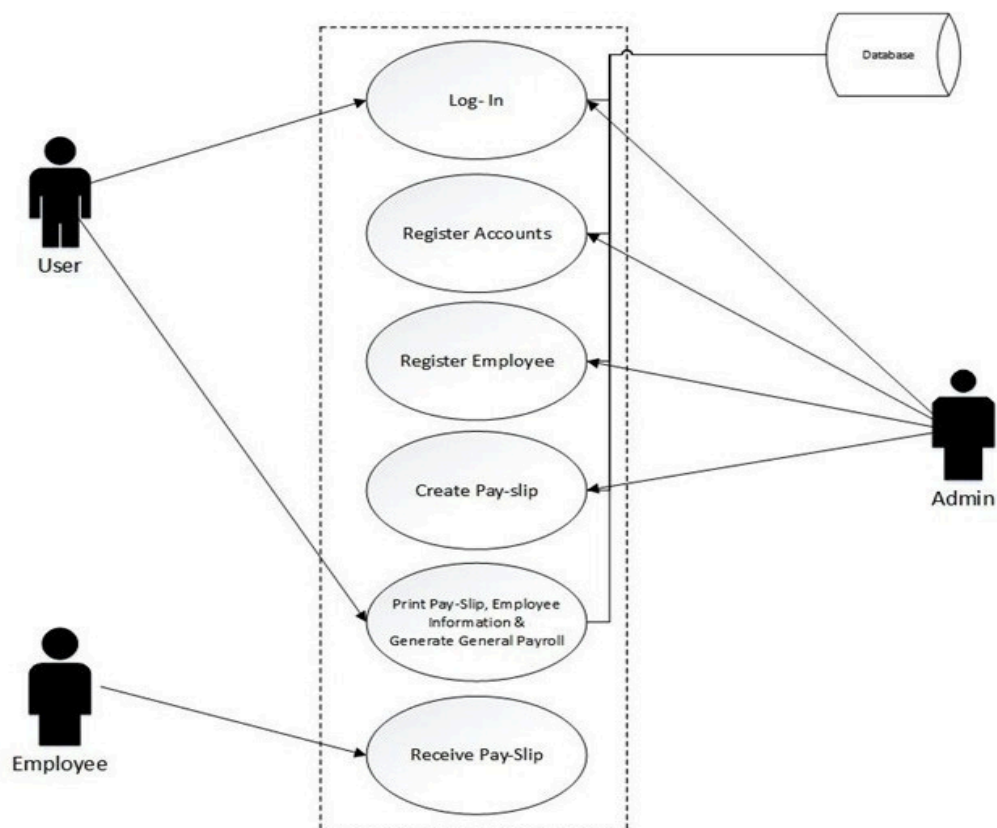 Database
Log- In
User
Register Accounts
Register Employee
Create Pay-slip
Admin
Print Pay-Slip, Employee
Information &
Generate General Payroll
Receive Pay-Slip
Employee